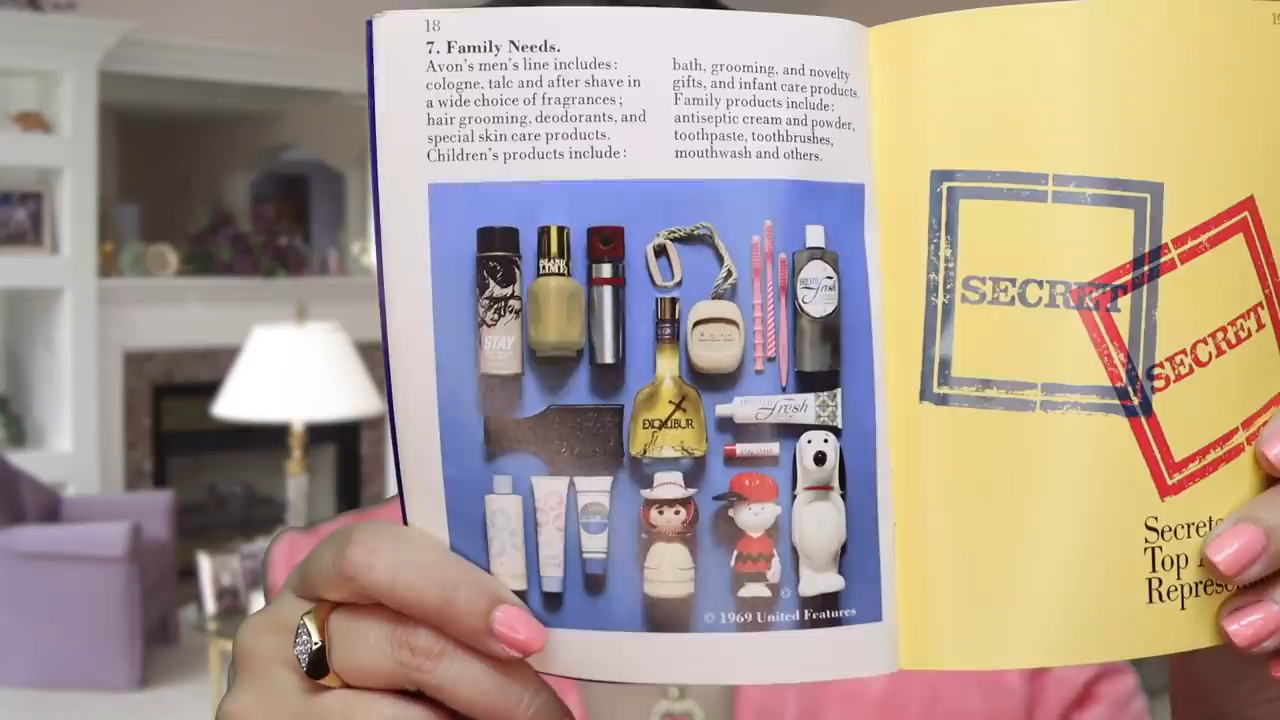 18
7. Family Needs.
Avon's men's line includes:
cologne, talc and after shave in
a wide choice of fragrances;
hair grooming, deodorants, and
special skin care products.
Children's products include:
bath, grooming, and novelty
gifts, and infant care products.
Family products include:
antiseptic cream and powder,
toothpaste, toothbrushes,
mouthwash and others.
ISLAND
LIME
STAY
Fresh
EXCALIBUR
Fresh
© 1969 United Features
SECRET
SECRET
Secrets
Top